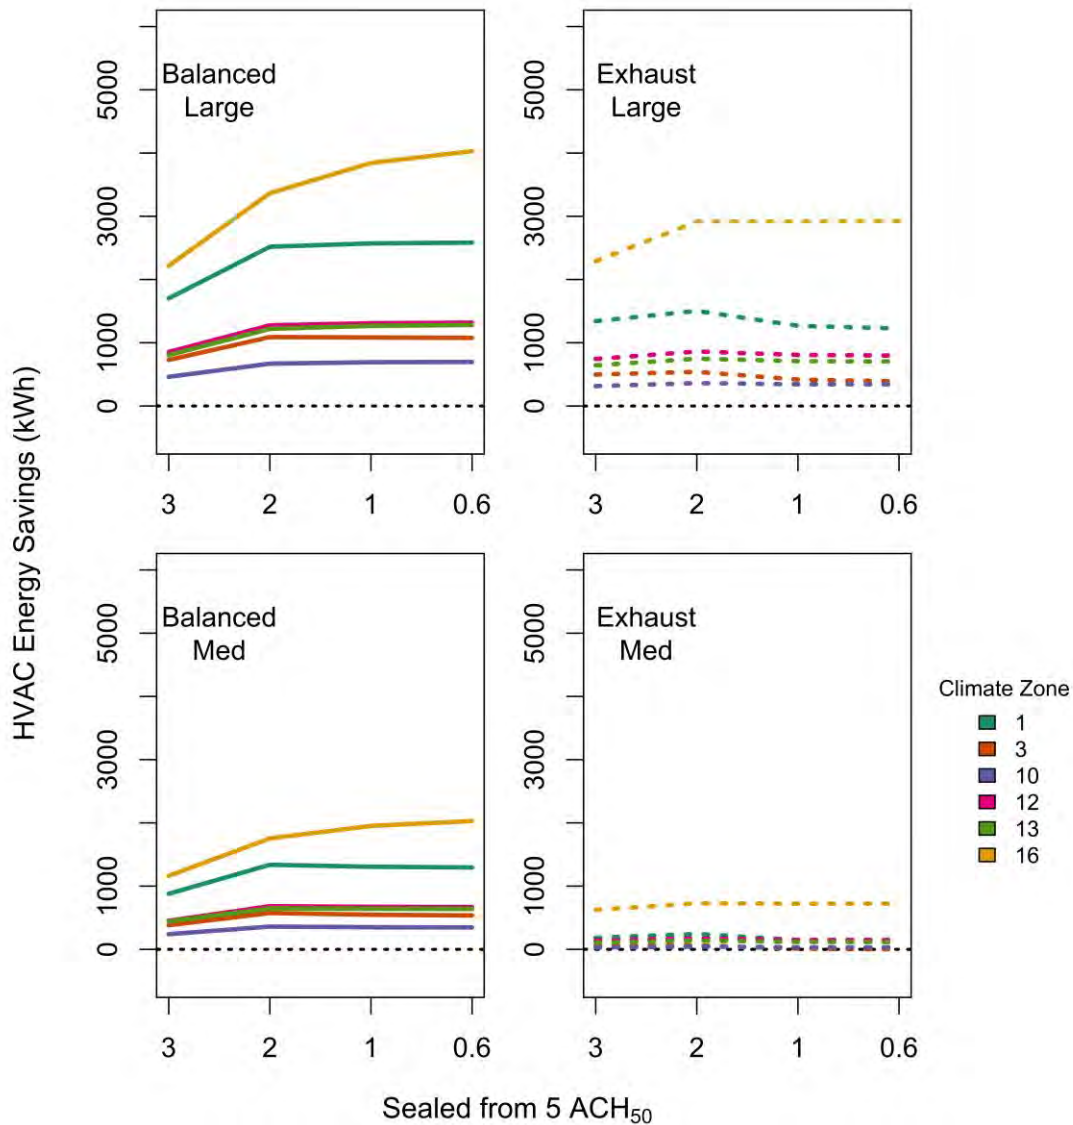 HVAC Energy Savings (kWh)
Balanced
Large
5000
3000
1000
0
3 2 1 0.6
Exhaust
Large
5000
3000
1000
0
3 2 1 0.6
Balanced
Med
5000
3000
1000
0
3 2 1 0.6
Exhaust
Med
5000
3000
1000
0
3 2 1 0.6
Climate Zone
1
3
10
12
13
16
Sealed from 5 ACH₅₀